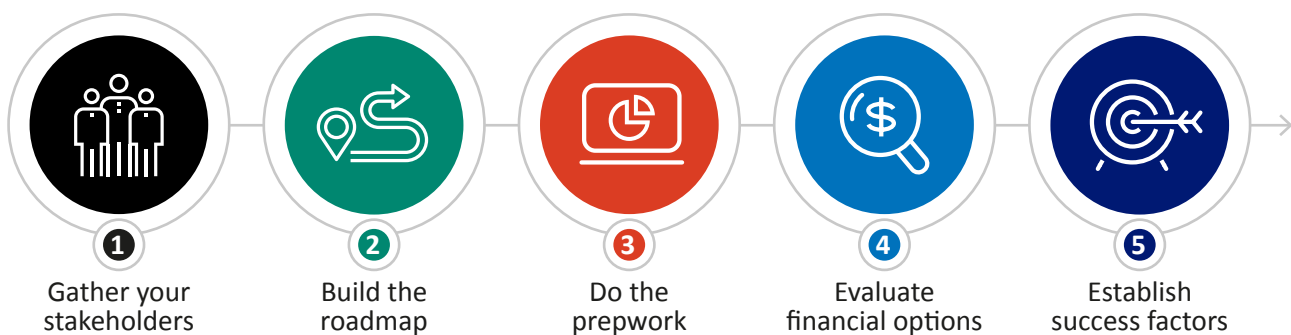 1
Gather your
stakeholders
2
Build the
roadmap
3
Do the
prepwork
$
4
Evaluate
financial options
5
Establish
success factors